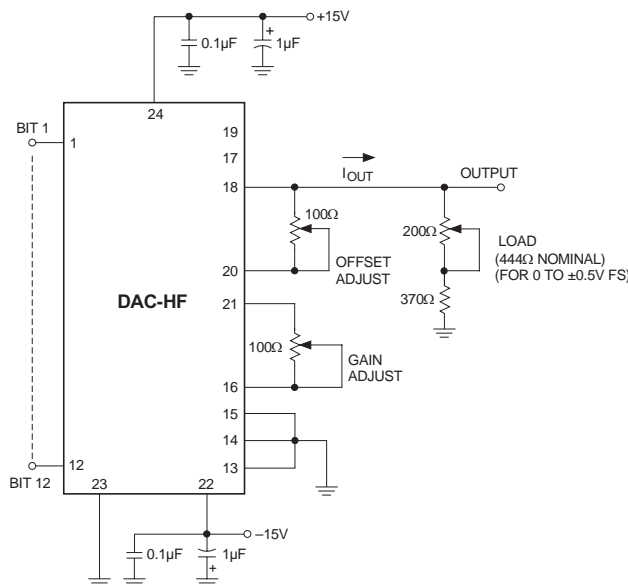 +15V
0.1µF
+
1µF
24
BIT 1
1
19
17
18
IOUT
OUTPUT
100Ω
200Ω
LOAD
(444Ω NOMINAL)
(FOR 0 TO ±0.5V FS)
OFFSET
ADJUST
20
DAC-HF
21
370Ω
100Ω
GAIN
ADJUST
16
15
14
13
12
BIT 12
23
22
–15V
0.1µF
1µF
+